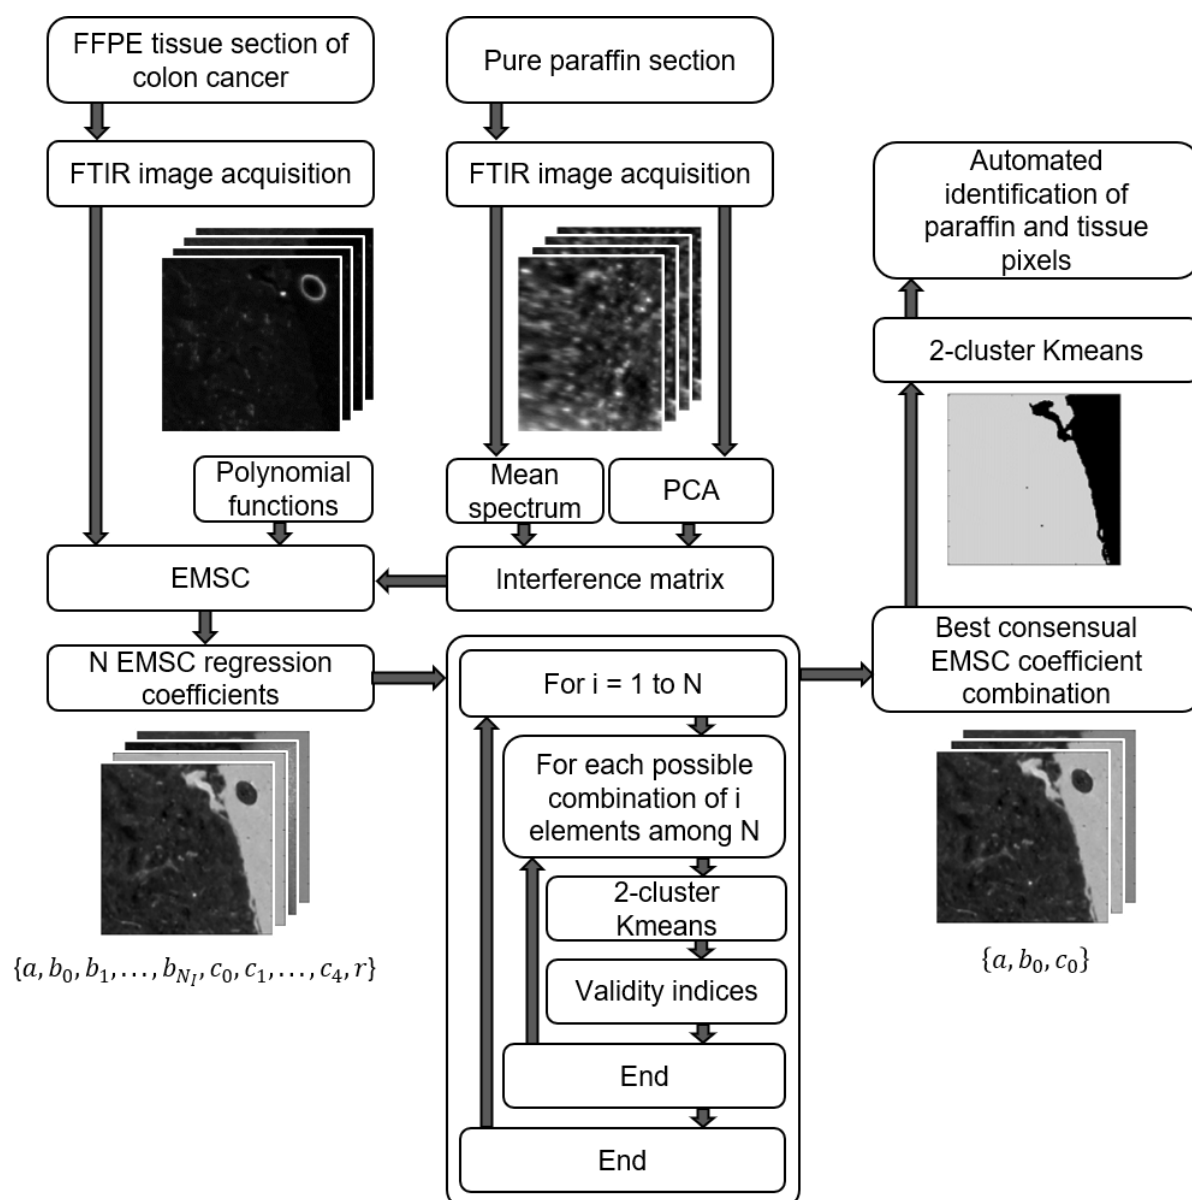 FFPE tissue section of
colon cancer
FTIR image acquisition
Polynomial
functions
EMSC
N EMSC regression
coefficients
{a, b₀, b₁, . . . , b_{N_I}, c₀, c₁, . . . , c₄, r}
Pure paraffin section
FTIR image acquisition
Mean
spectrum
PCA
Interference matrix
For i = 1 to N
For each possible
combination of i
elements among N
2-cluster
Kmeans
Validity indices
End
End
Automated
identification of
paraffin and tissue
pixels
2-cluster Kmeans
Best consensual
EMSC coefficient
combination
{a, b₀, c₀}